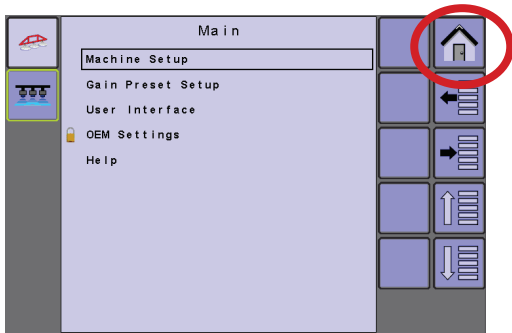 Main
Machine Setup
Gain Preset Setup
User Interface
OEM Settings
Help